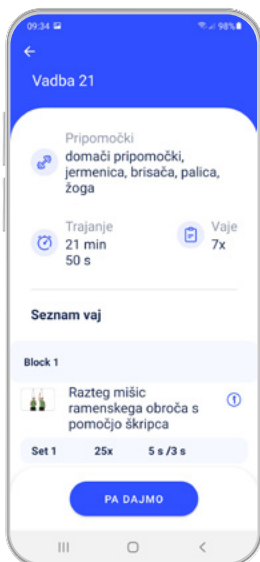 09:34 98%
Vadba 21
Pripomočki
domači pripomočki,
jermenica, brisača, palica,
žoga
Trajanje
21 min
50 s
Vaje
7x
Seznam vaj
Block 1
Razteg mišic
ramenskega obroča s
pomočjo škripca
Set 1 25x 5 s /3 s
PA DAJMO